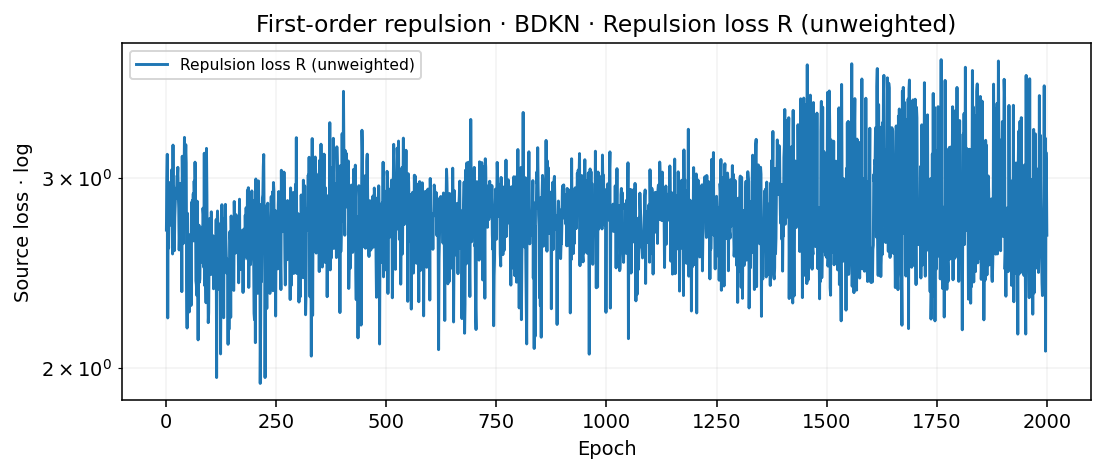 First-order repulsion · BDKN · Repulsion loss R (unweighted)
Repulsion loss R (unweighted)
Source loss · log
3 × 10⁰
2 × 10⁰
0 250 500 750 1000 1250 1500 1750 2000
Epoch